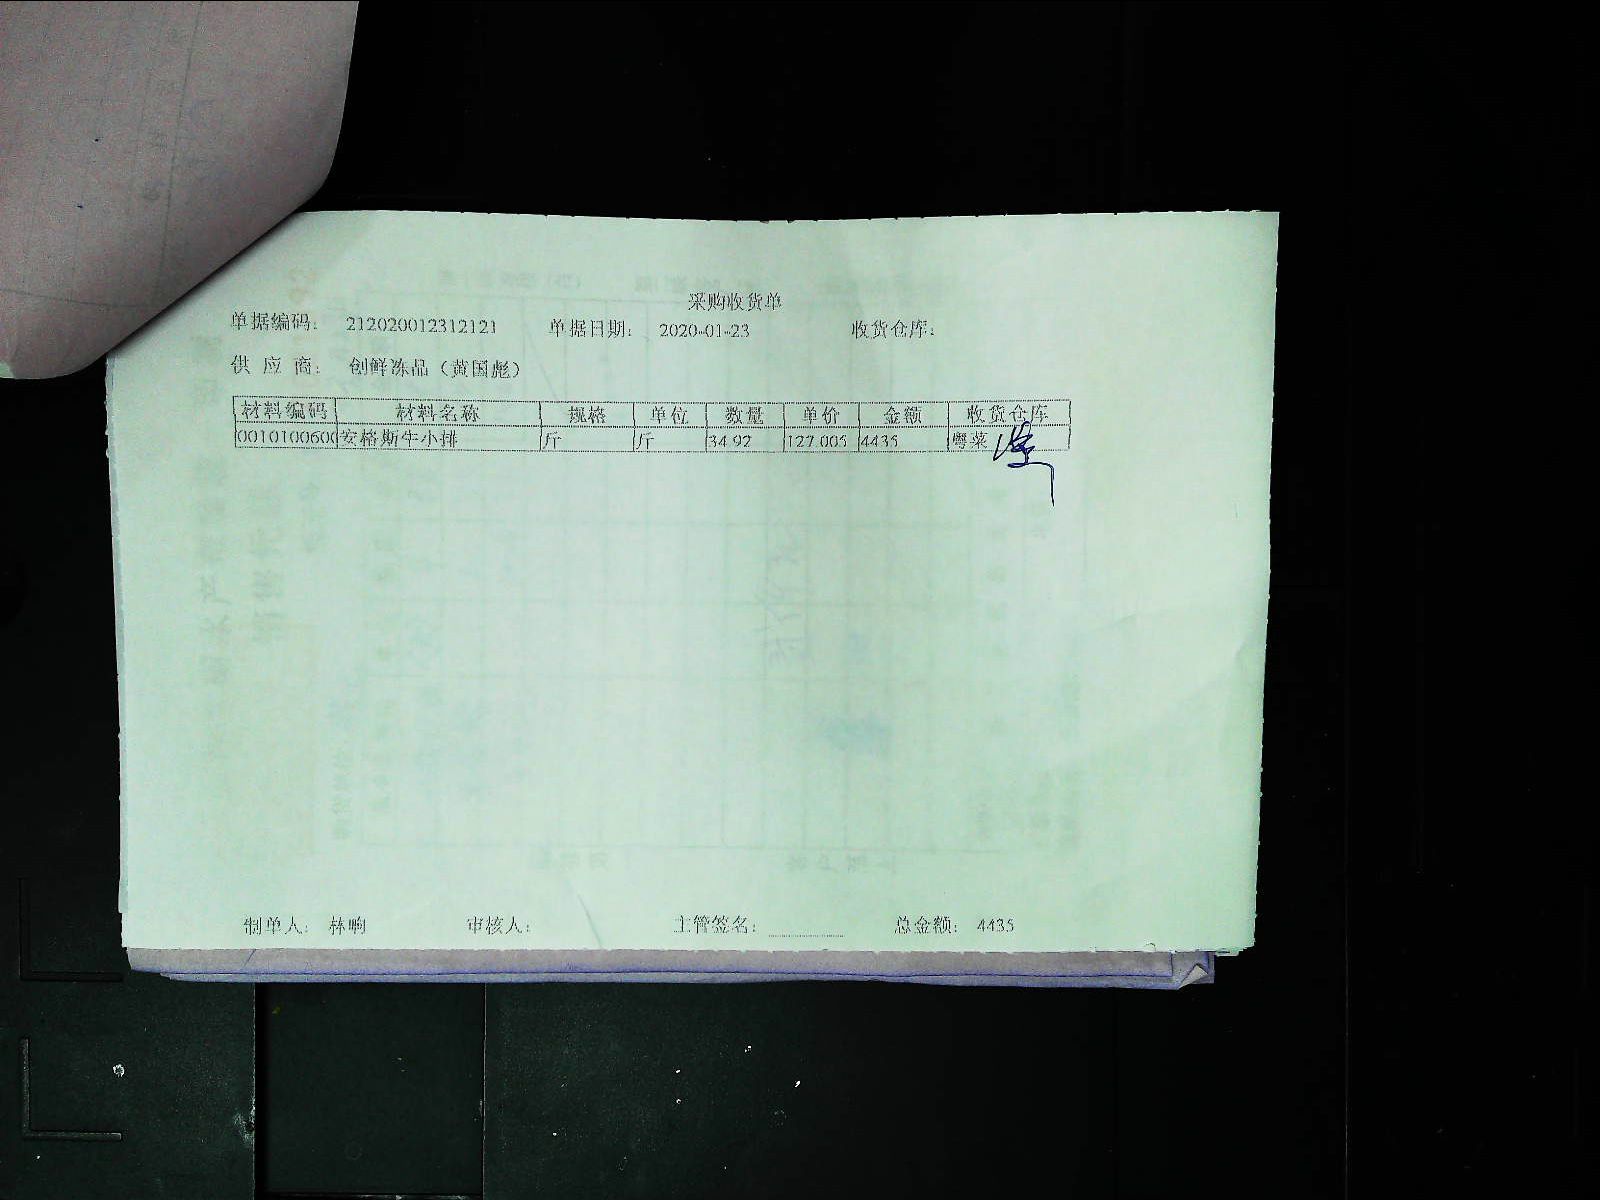 采购收货单
单据编码: 212020012312121 单据日期: 2020-01-23 收货仓库:
供应商: 创鲜冻品（黄国彪）
材料编码 材料名称 规格 单位 数量 单价 金额 收货仓库
0010100600 安格斯牛小排 斤 斤 34.92 127.005 4435 粤菜
制单人: 林响 审核人: 主管签名: 总金额: 4435